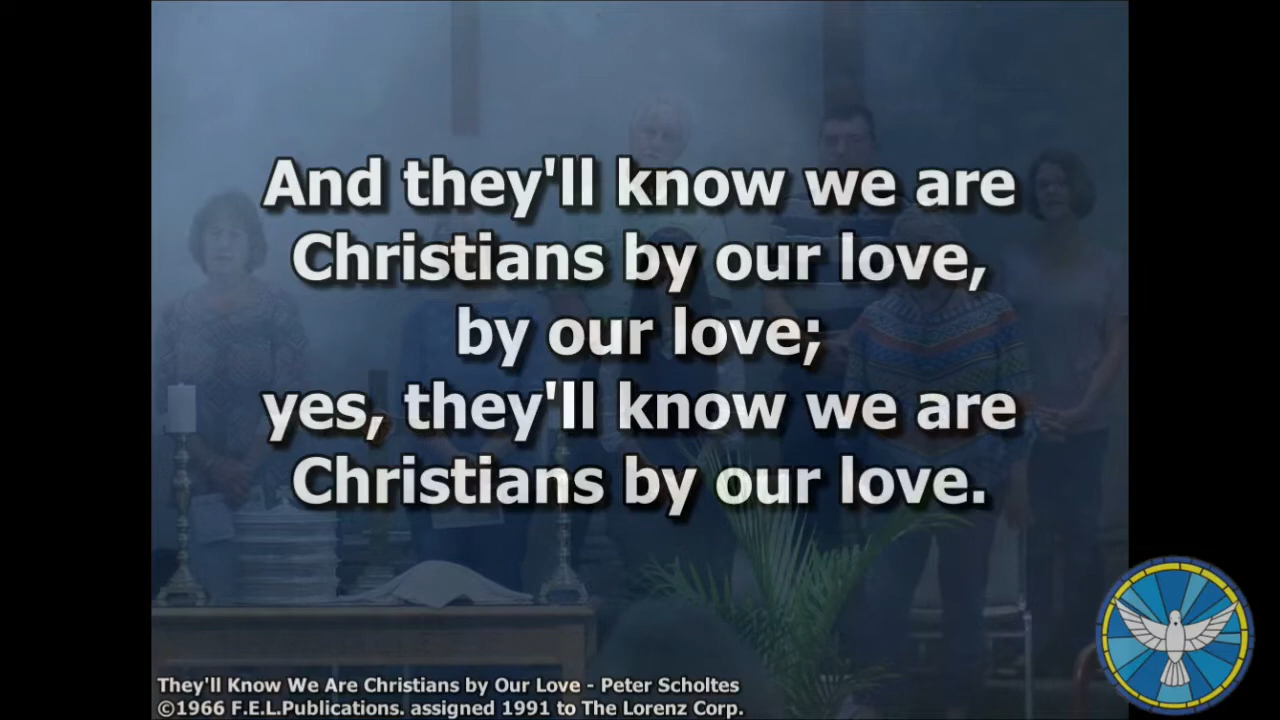 And they'll know we are
Christians by our love,
by our love;
yes, they'll know we are
Christians by our love.
They'll Know We Are Christians by Our Love - Peter Scholtes
©1966 F.E.L.Publications. assigned 1991 to The Lorenz Corp.